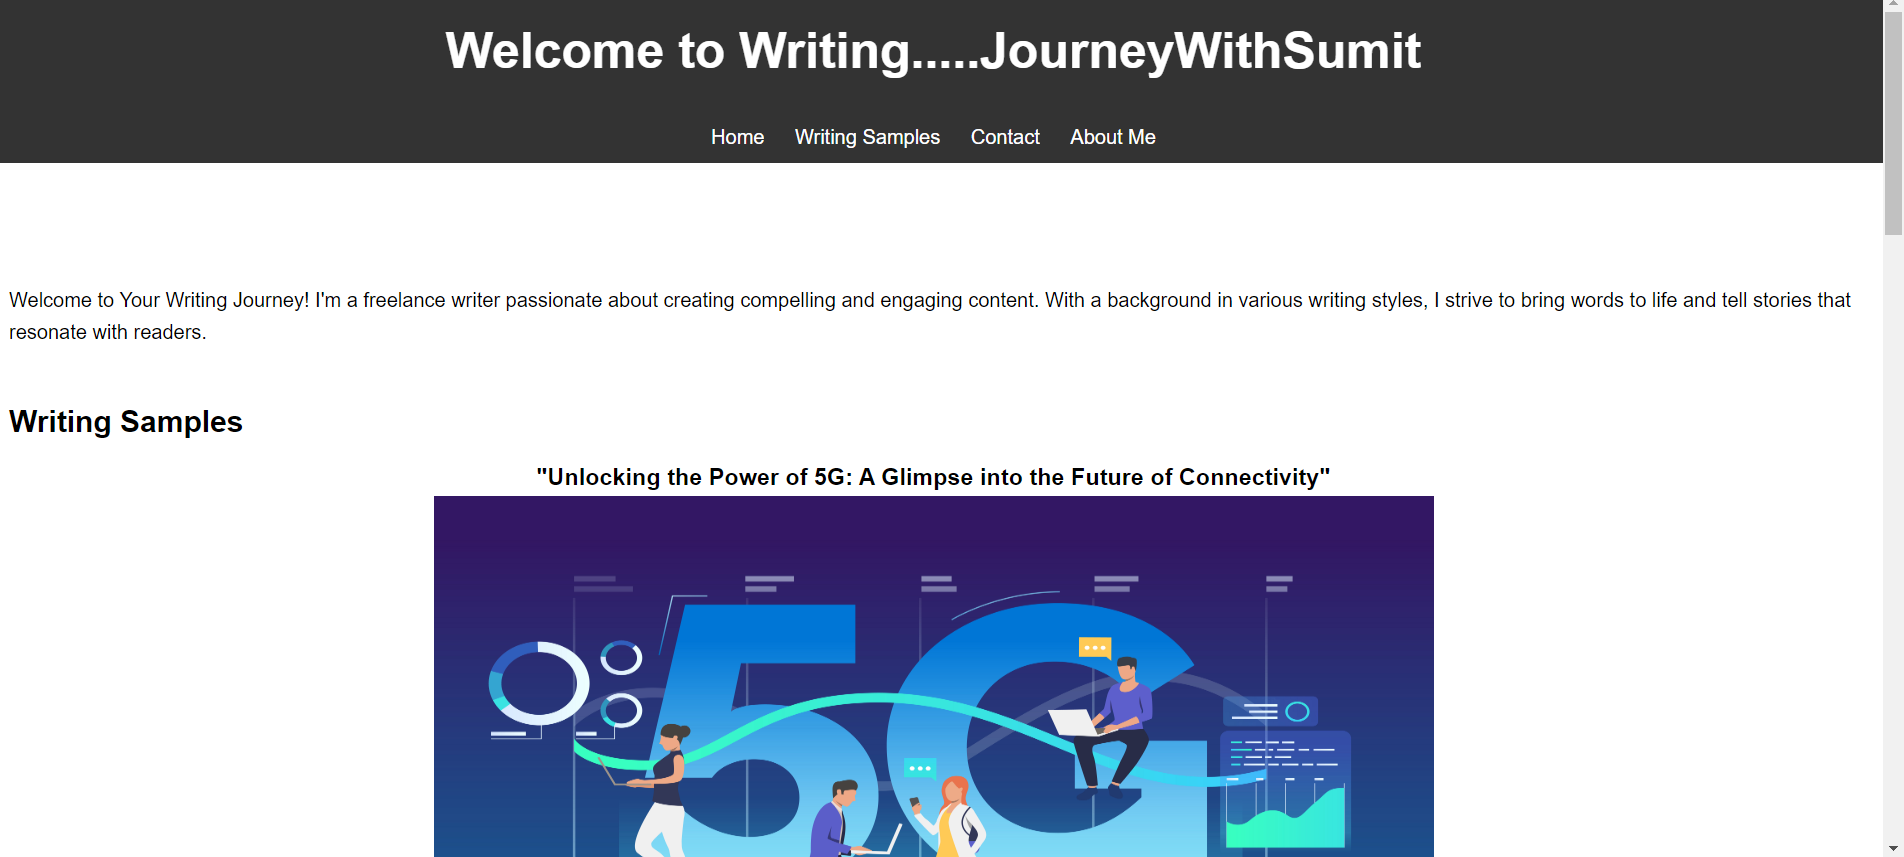 Welcome to Writing.....JourneyWithSumit
Home Writing Samples Contact About Me
Welcome to Your Writing Journey! I'm a freelance writer passionate about creating compelling and engaging content. With a background in various writing styles, I strive to bring words to life and tell stories that
resonate with readers.
Writing Samples
"Unlocking the Power of 5G: A Glimpse into the Future of Connectivity"
5G